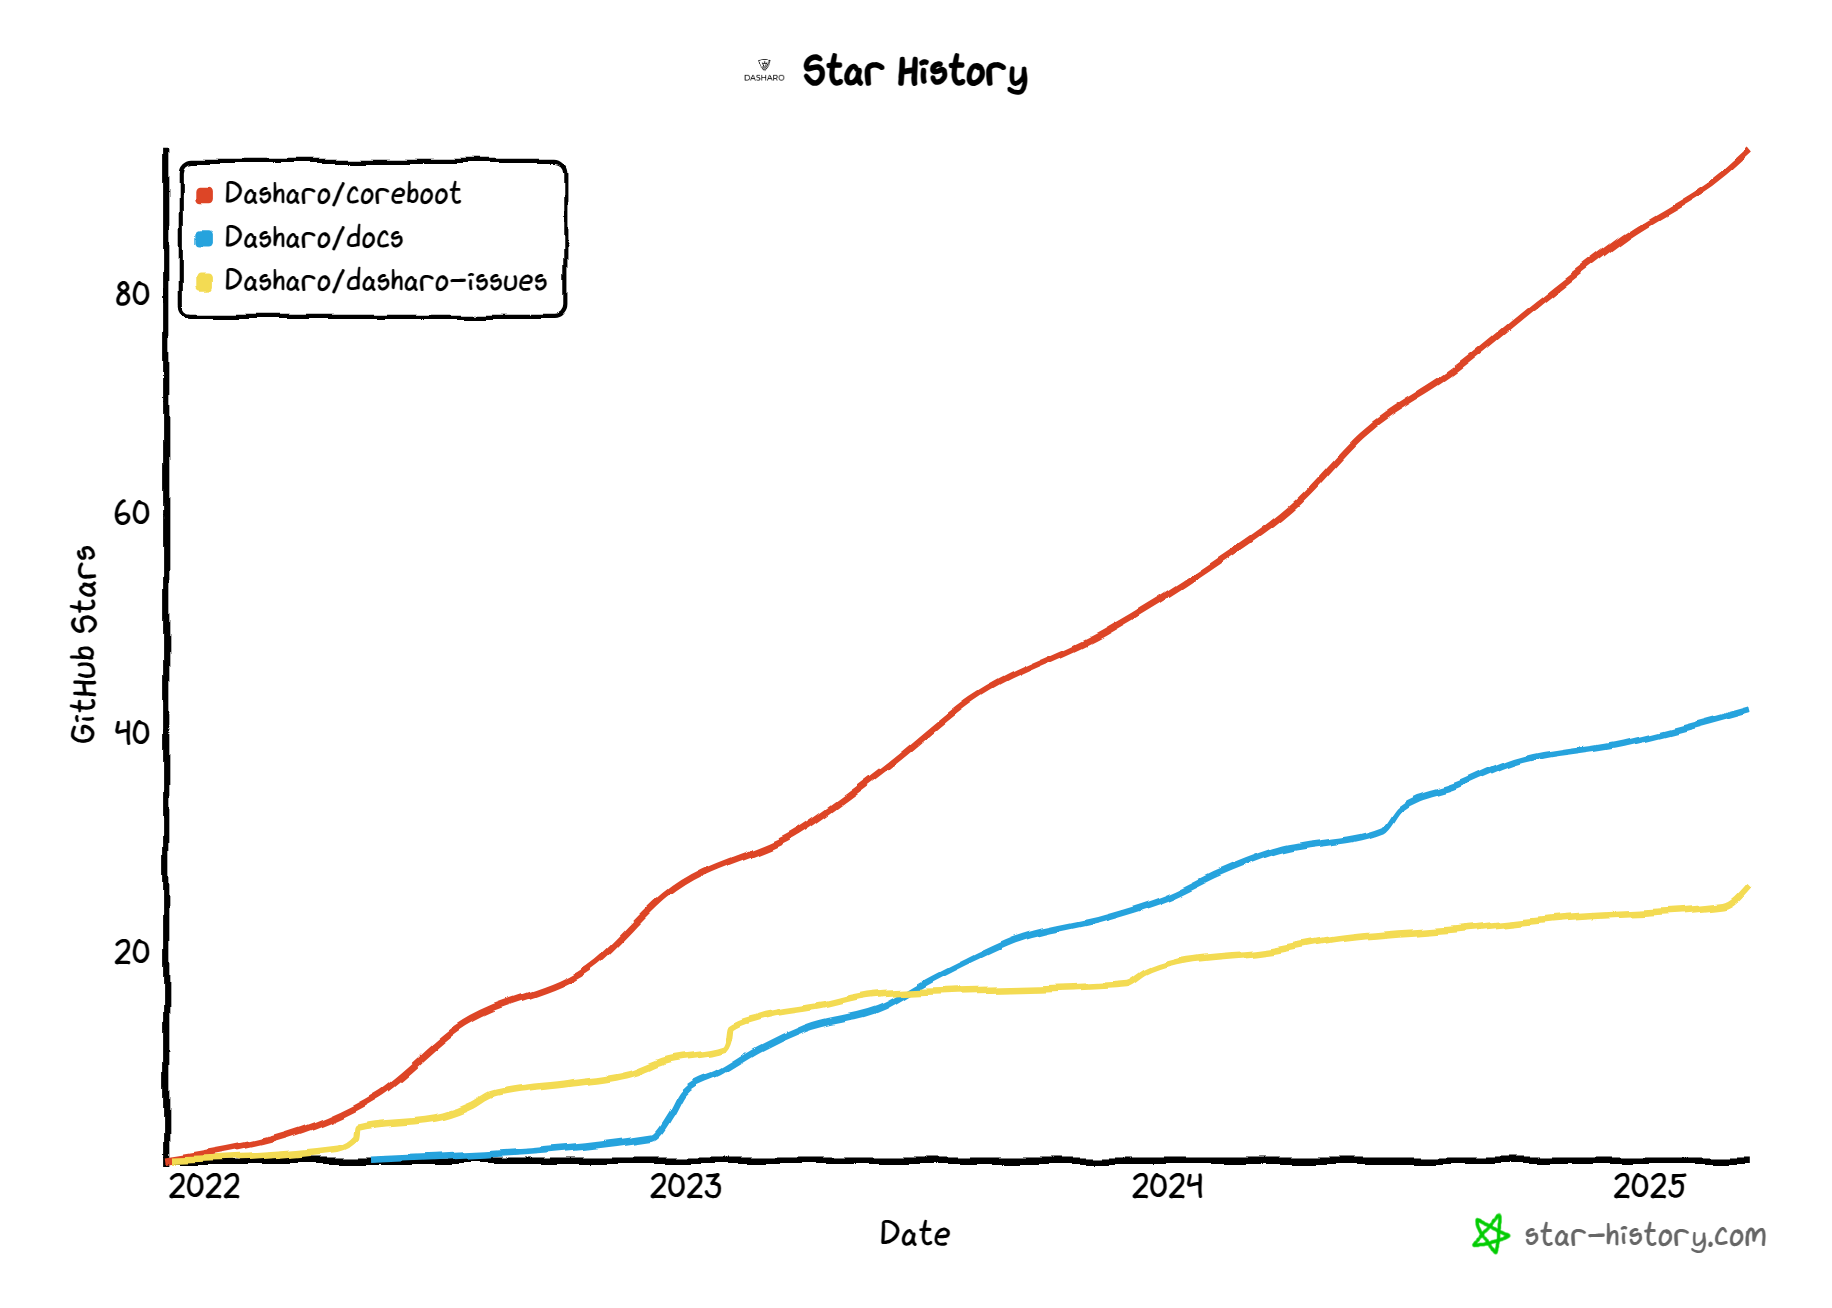 DASHARO
Star History
Dasharo/coreboot
Dasharo/docs
Dasharo/dasharo-issues
80
60
40
20
GitHub Stars
2022 2023 2024 2025
Date
star-history.com